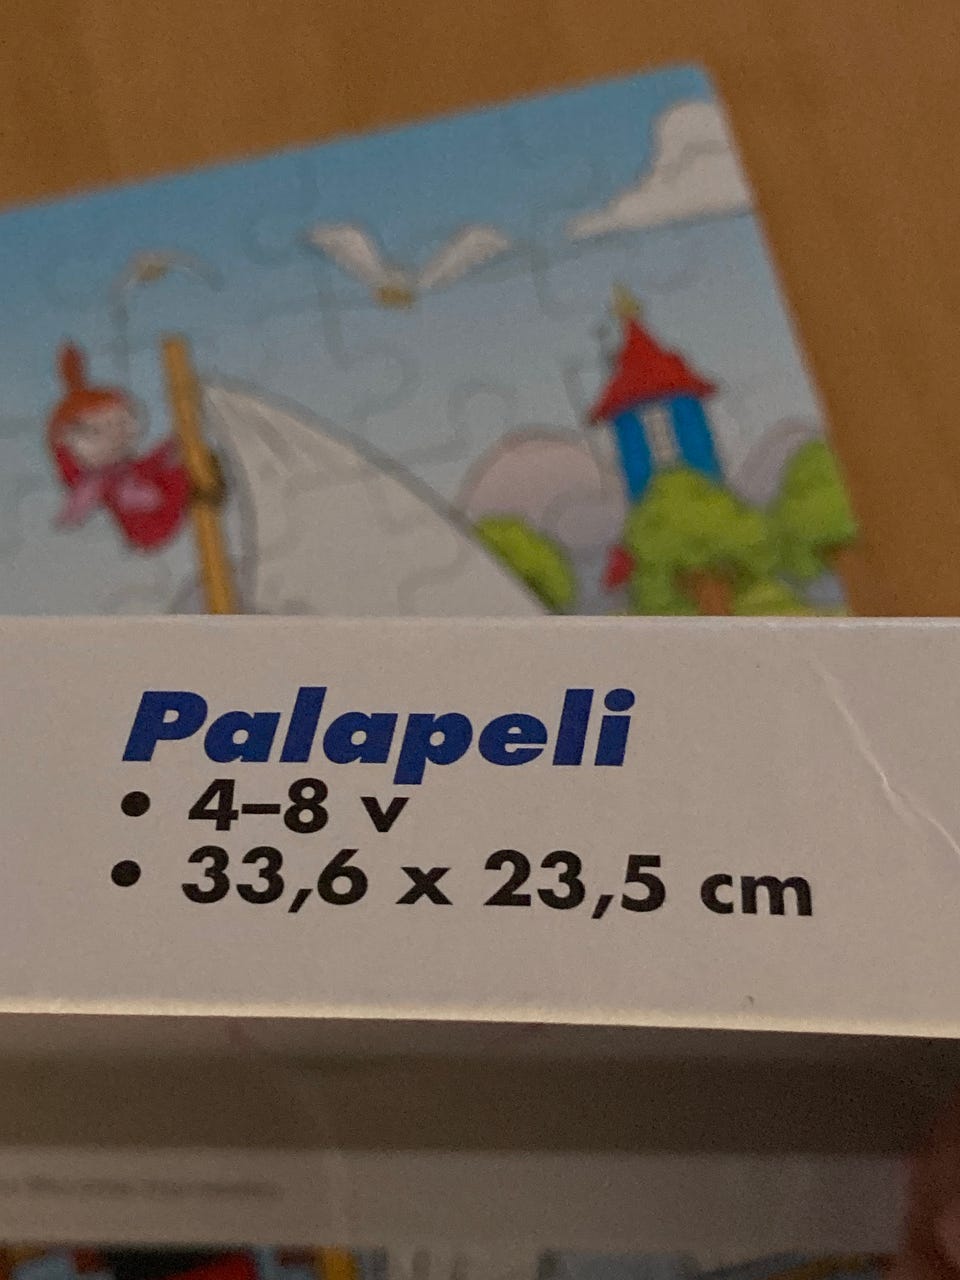 Palapeli
• 4–8 v
• 33,6 x 23,5 cm